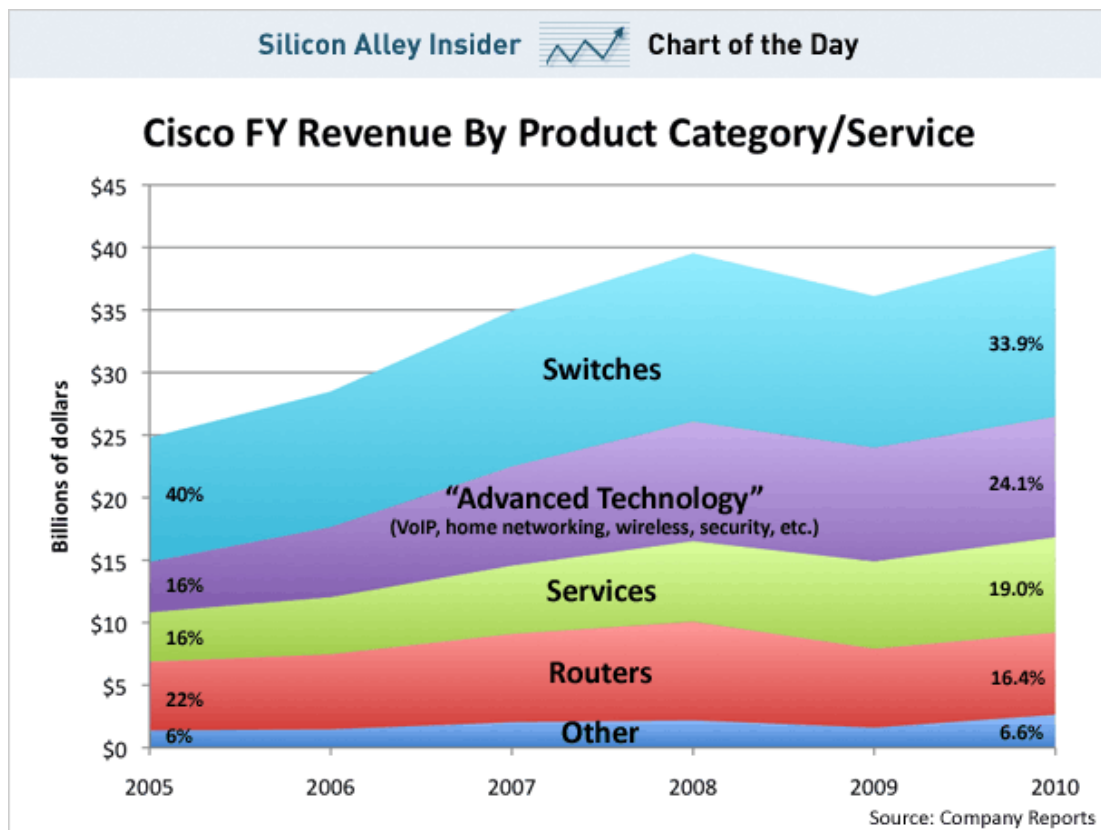 Silicon Alley Insider Chart of the Day
Cisco FY Revenue By Product Category/Service
Billions of dollars
$45
$40
$35
$30
$25
$20
$15
$10
$5
$0
Switches
40%
33.9%
“Advanced Technology”
(VoIP, home networking, wireless, security, etc.)
16%
24.1%
Services
16%
19.0%
Routers
22%
16.4%
Other
6%
6.6%
2005 2006 2007 2008 2009 2010
Source: Company Reports